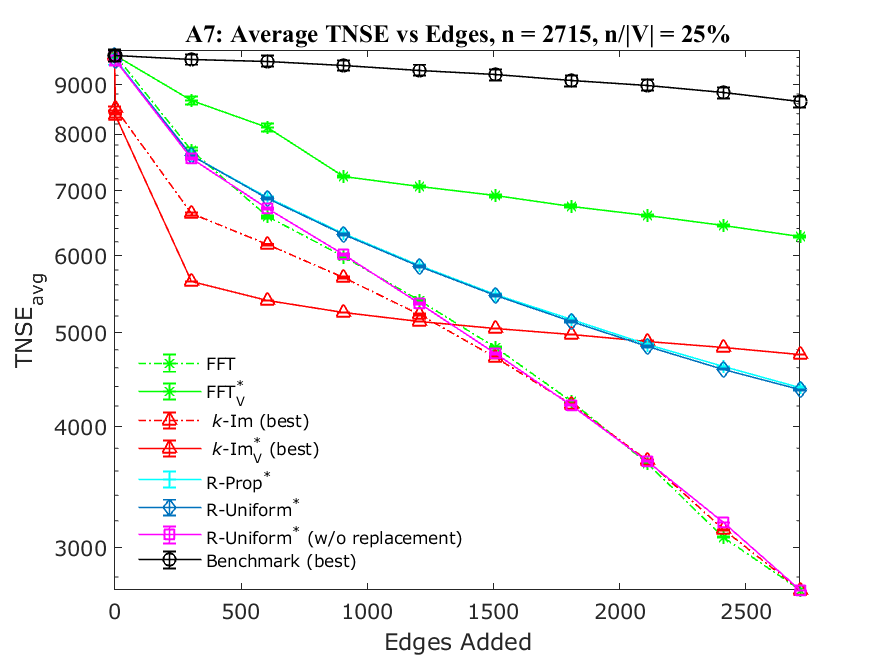 A7: Average TNSE vs Edges, n = 2715, n/|V| = 25%
9000
8000
7000
6000
5000
4000
3000
TNSE_avg
FFT
FFT*_V
k-Im (best)
k-Im*_V (best)
R-Prop*
R-Uniform*
R-Uniform* (w/o replacement)
Benchmark (best)
0 500 1000 1500 2000 2500
Edges Added